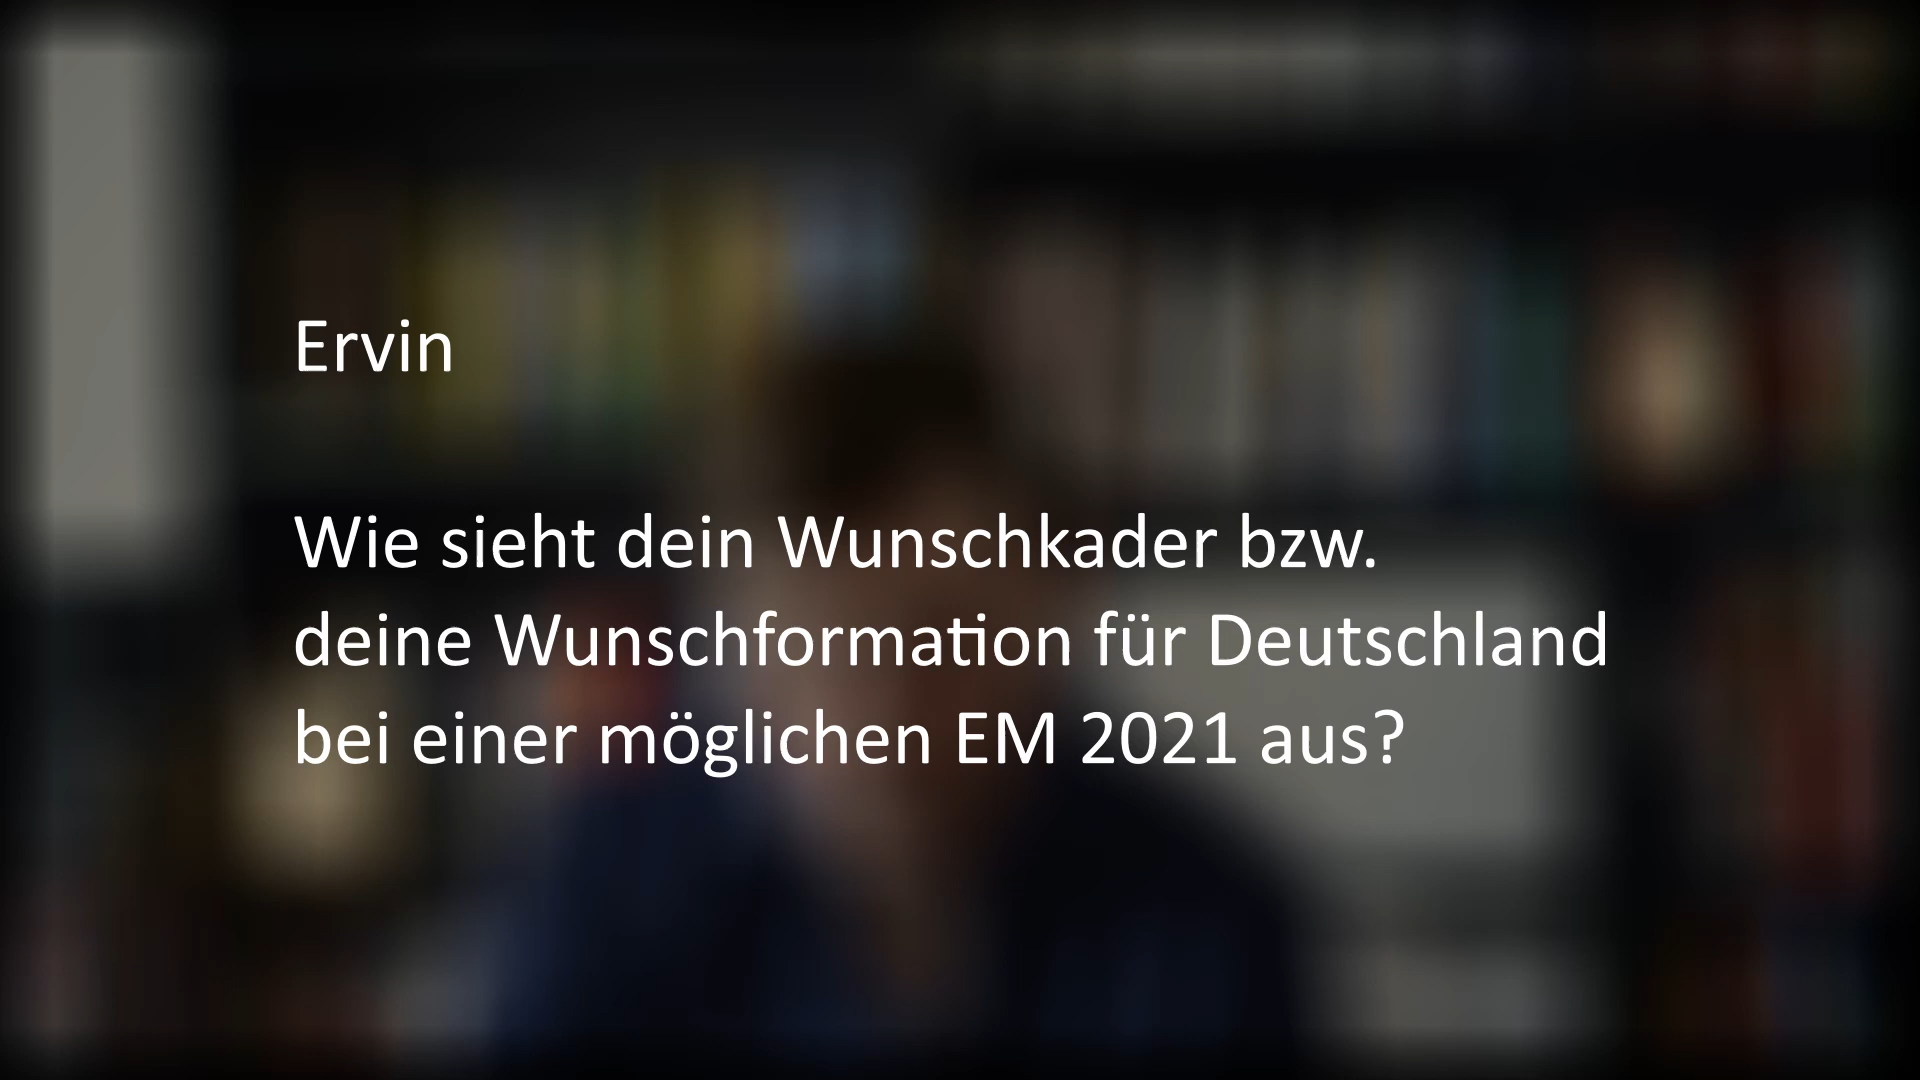 Ervin
Wie sieht dein Wunschkader bzw.
deine Wunschformation für Deutschland
bei einer möglichen EM 2021 aus?